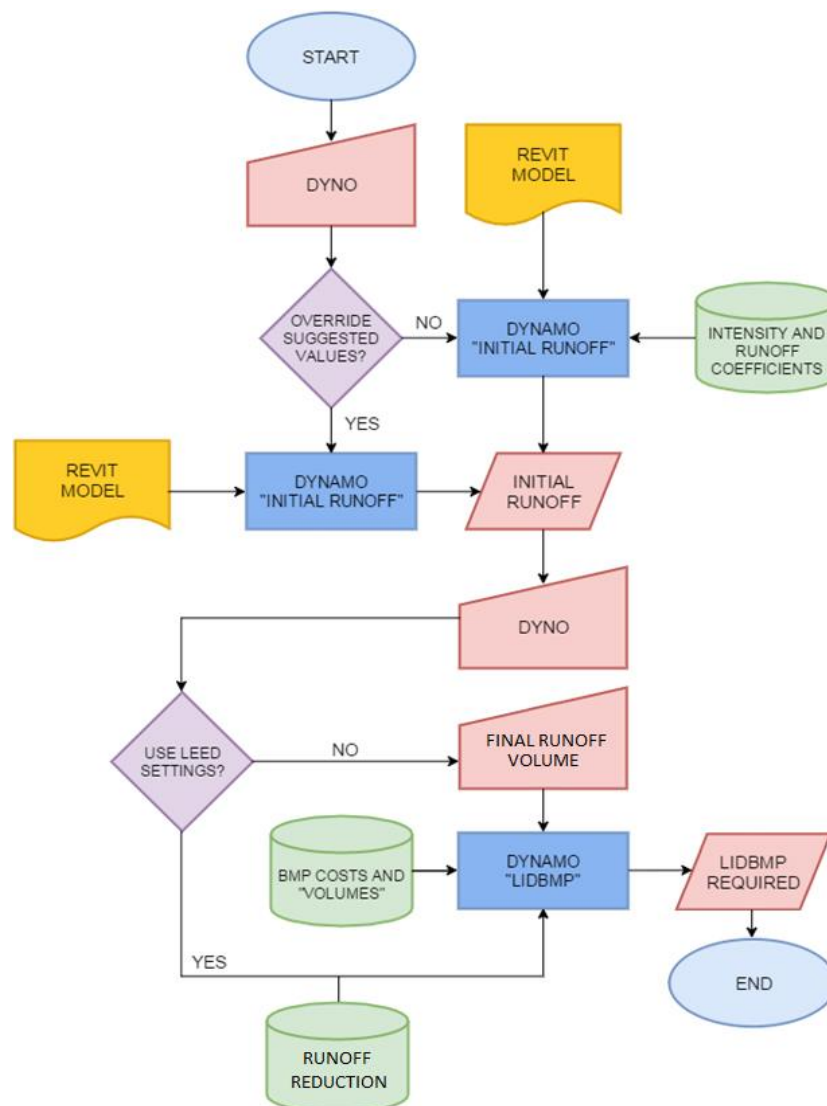 START
DYNO
REVIT
MODEL
OVERRIDE
SUGGESTED
VALUES?
NO
DYNAMO
"INITIAL RUNOFF"
INTENSITY AND
RUNOFF
COEFFICIENTS
YES
REVIT
MODEL
DYNAMO
"INITIAL RUNOFF"
INITIAL
RUNOFF
DYNO
USE LEED
SETTINGS?
NO
FINAL RUNOFF
VOLUME
BMP COSTS AND
"VOLUMES"
DYNAMO
"LIDBMP"
LIDBMP
REQUIRED
YES
END
RUNOFF
REDUCTION